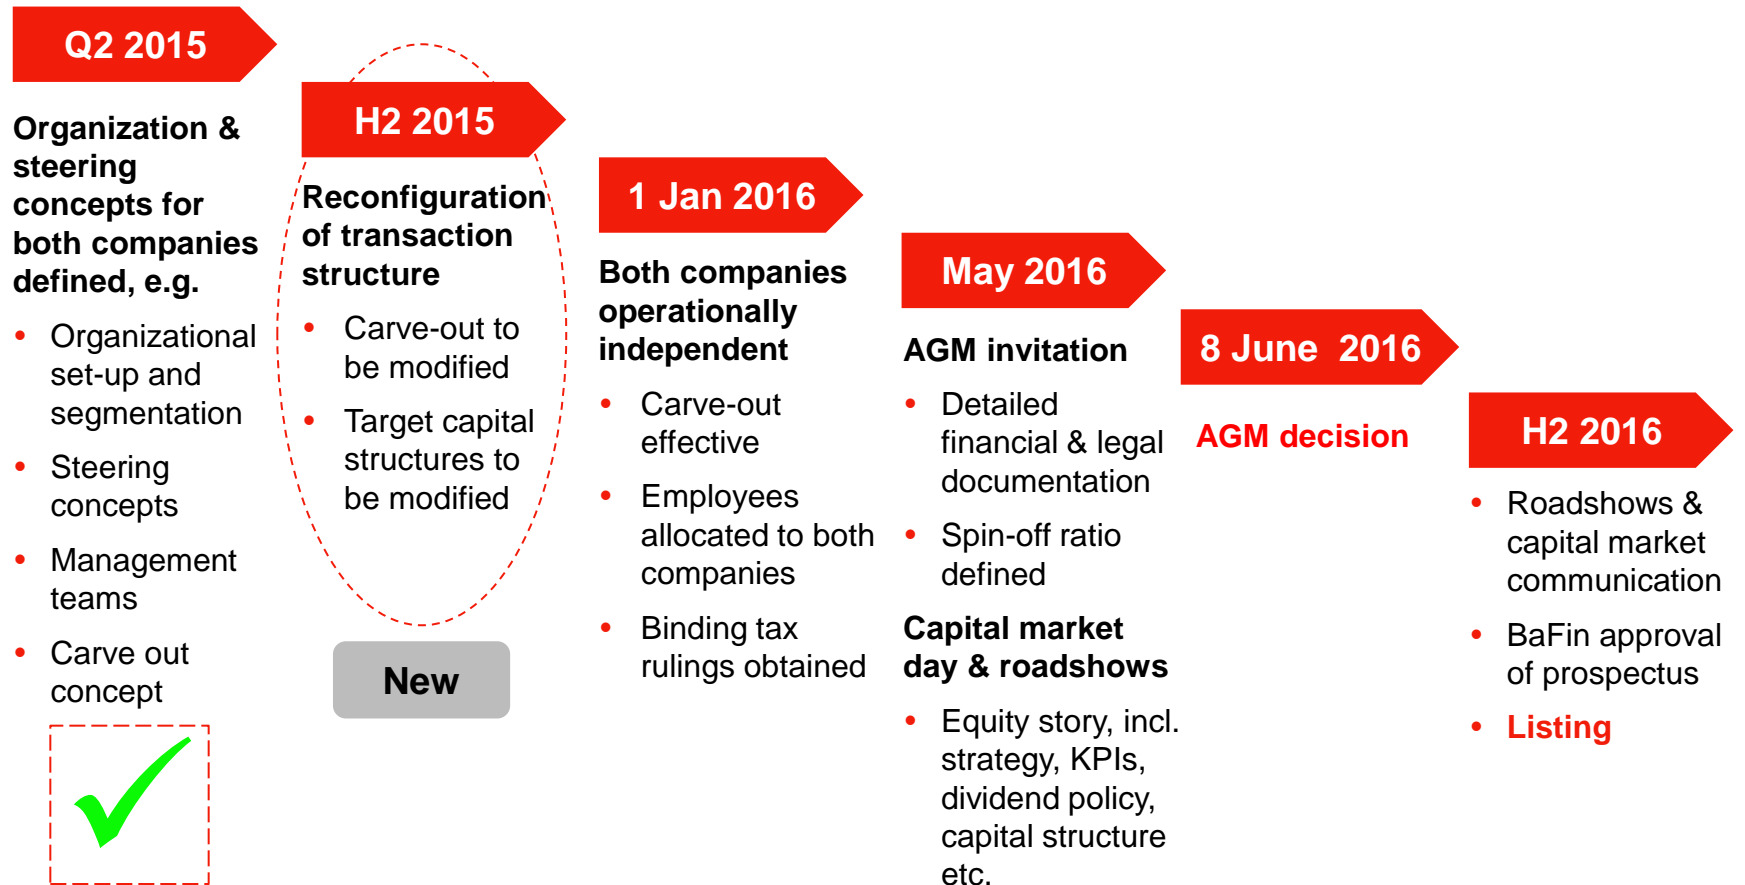 Q2 2015
Organization &
steering
concepts for
both companies
defined, e.g.
• Organizational
set-up and
segmentation
• Steering
concepts
• Management
teams
• Carve out
concept
H2 2015
Reconfiguration
of transaction
structure
• Carve-out to
be modified
• Target capital
structures to
be modified
New
1 Jan 2016
Both companies
operationally
independent
• Carve-out
effective
• Employees
allocated to both
companies
• Binding tax
rulings obtained
May 2016
AGM invitation
• Detailed
financial & legal
documentation
• Spin-off ratio
defined
Capital market
day & roadshows
• Equity story, incl.
strategy, KPIs,
dividend policy,
capital structure
etc.
8 June 2016
AGM decision
H2 2016
• Roadshows &
capital market
communication
• BaFin approval
of prospectus
• Listing